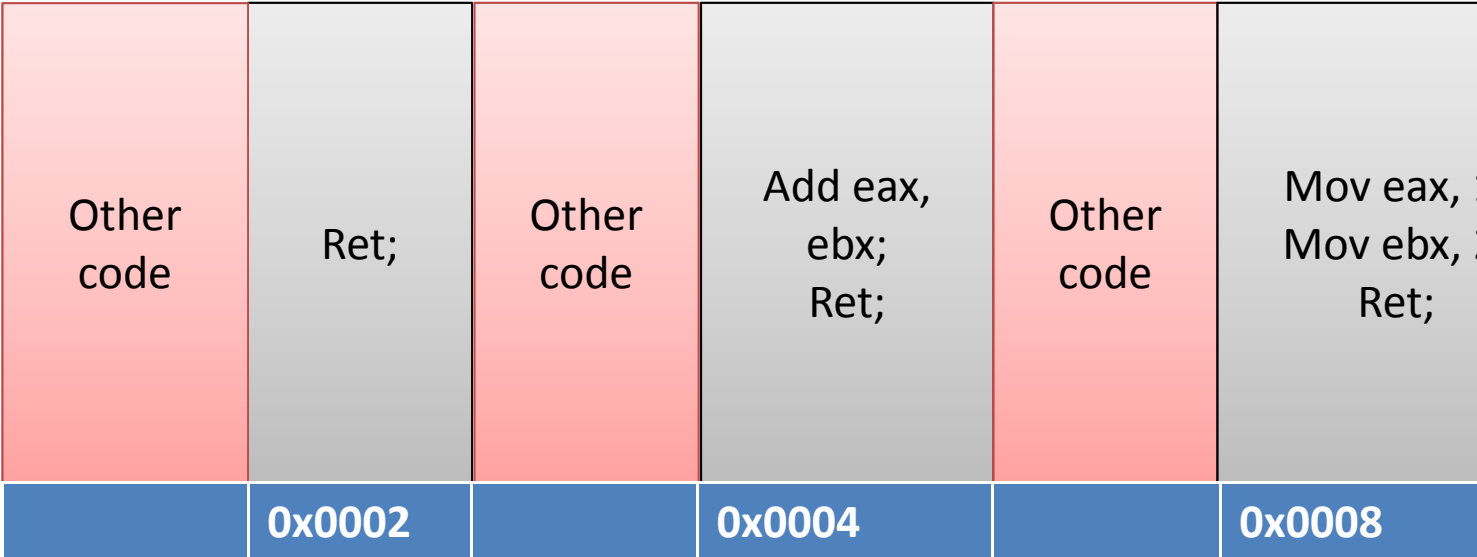 Other
code
Ret;
Other
code
Add eax,
ebx;
Ret;
Other
code
Mov eax,
Mov ebx,
Ret;
0x0002 0x0004 0x0008